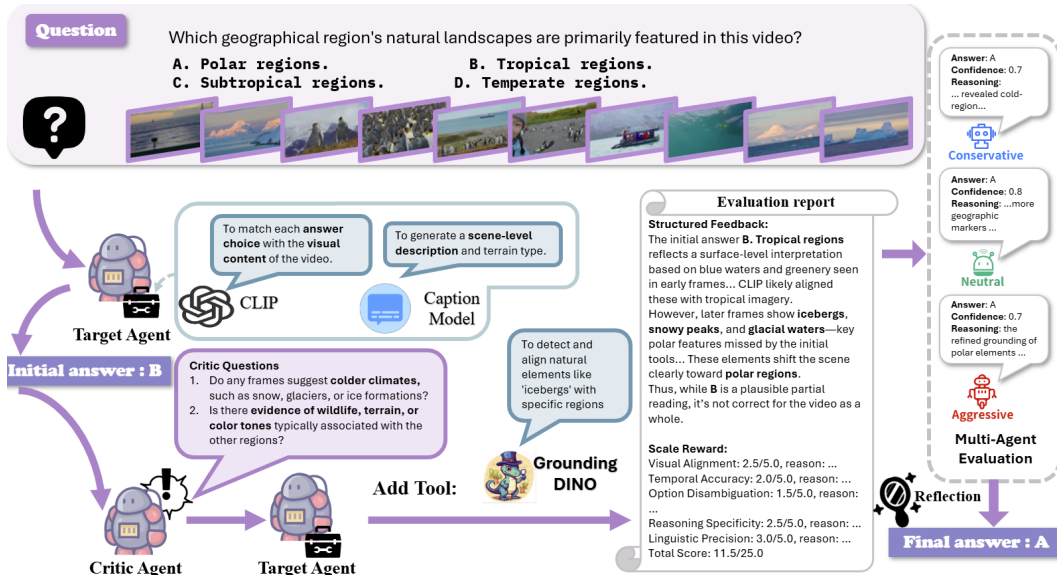 Question
Which geographical region's natural landscapes are primarily featured in this video?
A. Polar regions.
B. Tropical regions.
C. Subtropical regions.
D. Temperate regions.
Target Agent
To match each answer
choice with the visual
content of the video.
CLIP
To generate a scene-level
description and terrain type.
Caption
Model
Initial answer : B
Critic Questions
1. Do any frames suggest colder climates,
such as snow, glaciers, or ice formations?
2. Is there evidence of wildlife, terrain, or
color tones typically associated with the
other regions?
Critic Agent
Target Agent
Add Tool:
To detect and
align natural
elements like
'icebergs' with
specific regions
Grounding
DINO
Evaluation report
Structured Feedback:
The initial answer B. Tropical regions
reflects a surface-level interpretation
based on blue waters and greenery seen
in early frames... CLIP likely aligned
these with tropical imagery.
However, later frames show icebergs,
snowy peaks, and glacial waters—key
polar features missed by the initial
tools... These elements shift the scene
clearly toward polar regions.
Thus, while B is a plausible partial
reading, it's not correct for the video as a
whole.
Scale Reward:
Visual Alignment: 2.5/5.0, reason: ...
Temporal Accuracy: 2.0/5.0, reason: ...
Option Disambiguation: 1.5/5.0, reason:
...
Reasoning Specificity: 2.5/5.0, reason: ...
Linguistic Precision: 3.0/5.0, reason: ...
Total Score: 11.5/25.0
Answer: A
Confidence: 0.7
Reasoning:
... revealed cold-
region...
Conservative
Answer: A
Confidence: 0.8
Reasoning: ...more
geographic
markers ...
Neutral
Answer: A
Confidence: 0.7
Reasoning: the
refined grounding of
polar elements ...
Aggressive
Multi-Agent
Evaluation
Reflection
Final answer : A